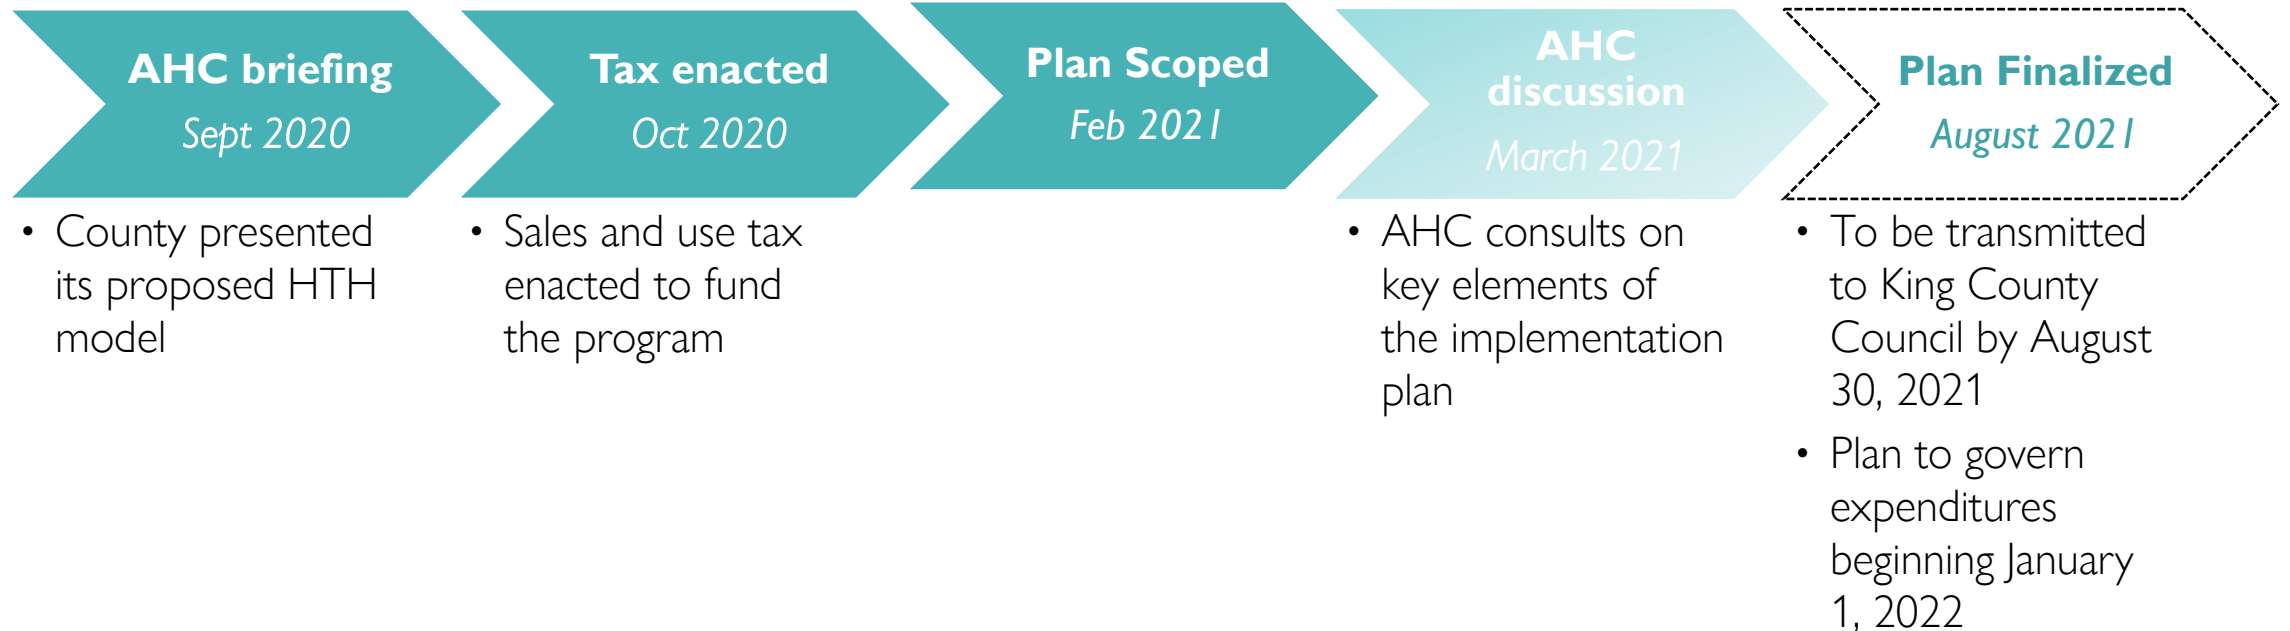 AHC briefing
Sept 2020
• County presented
its proposed HTH
model
Tax enacted
Oct 2020
• Sales and use tax
enacted to fund
the program
Plan Scoped
Feb 2021
AHC
discussion
March 2021
• AHC consults on
key elements of
the implementation
plan
Plan Finalized
August 2021
• To be transmitted
to King County
Council by August
30, 2021
• Plan to govern
expenditures
beginning January
1, 2022